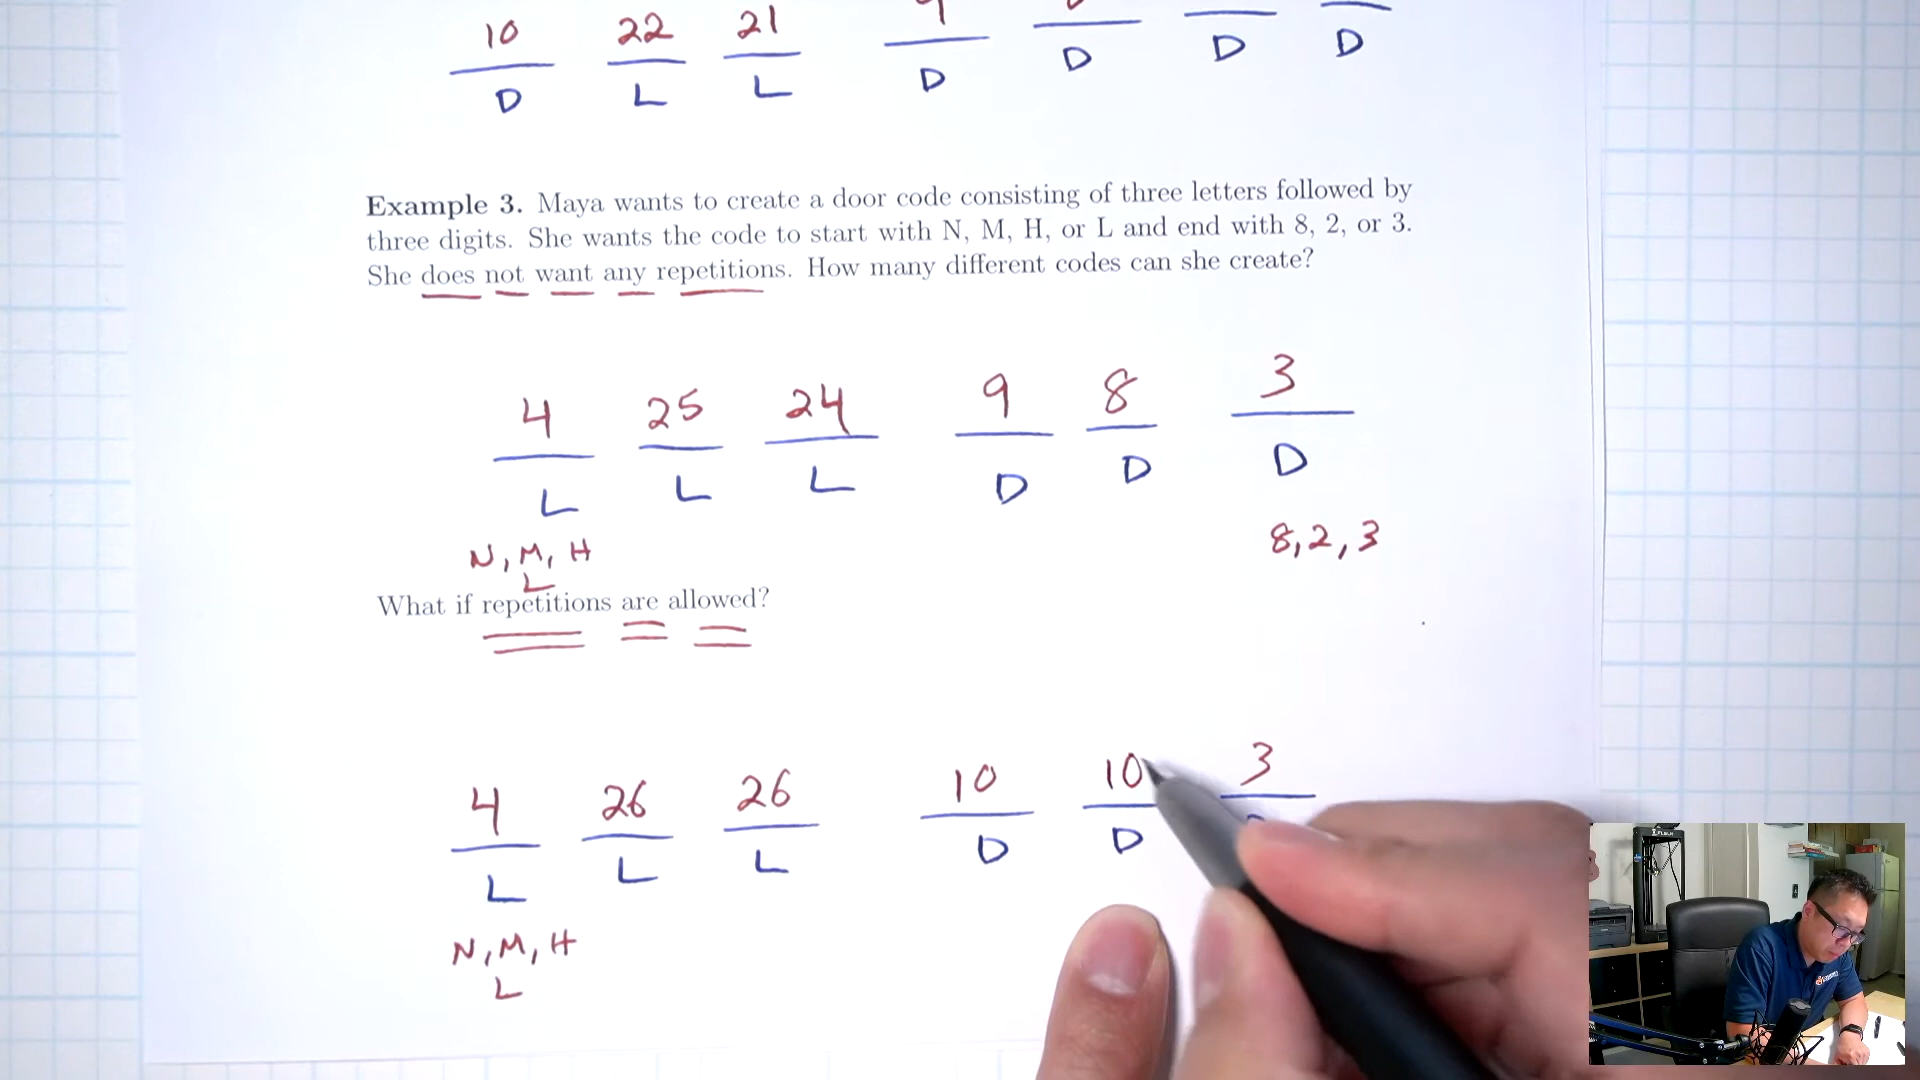 10 22 21 9
D L L D D D D
Example 3. Maya wants to create a door code consisting of three letters followed by
three digits. She wants the code to start with N, M, H, or L and end with 8, 2, or 3.
She does not want any repetitions. How many different codes can she create?
4 25 24 9 8 3
L L L D D D
N, M, H 8, 2, 3
L
What if repetitions are allowed?
4 26 26 10 10 3
L L L D D
N, M, H
L